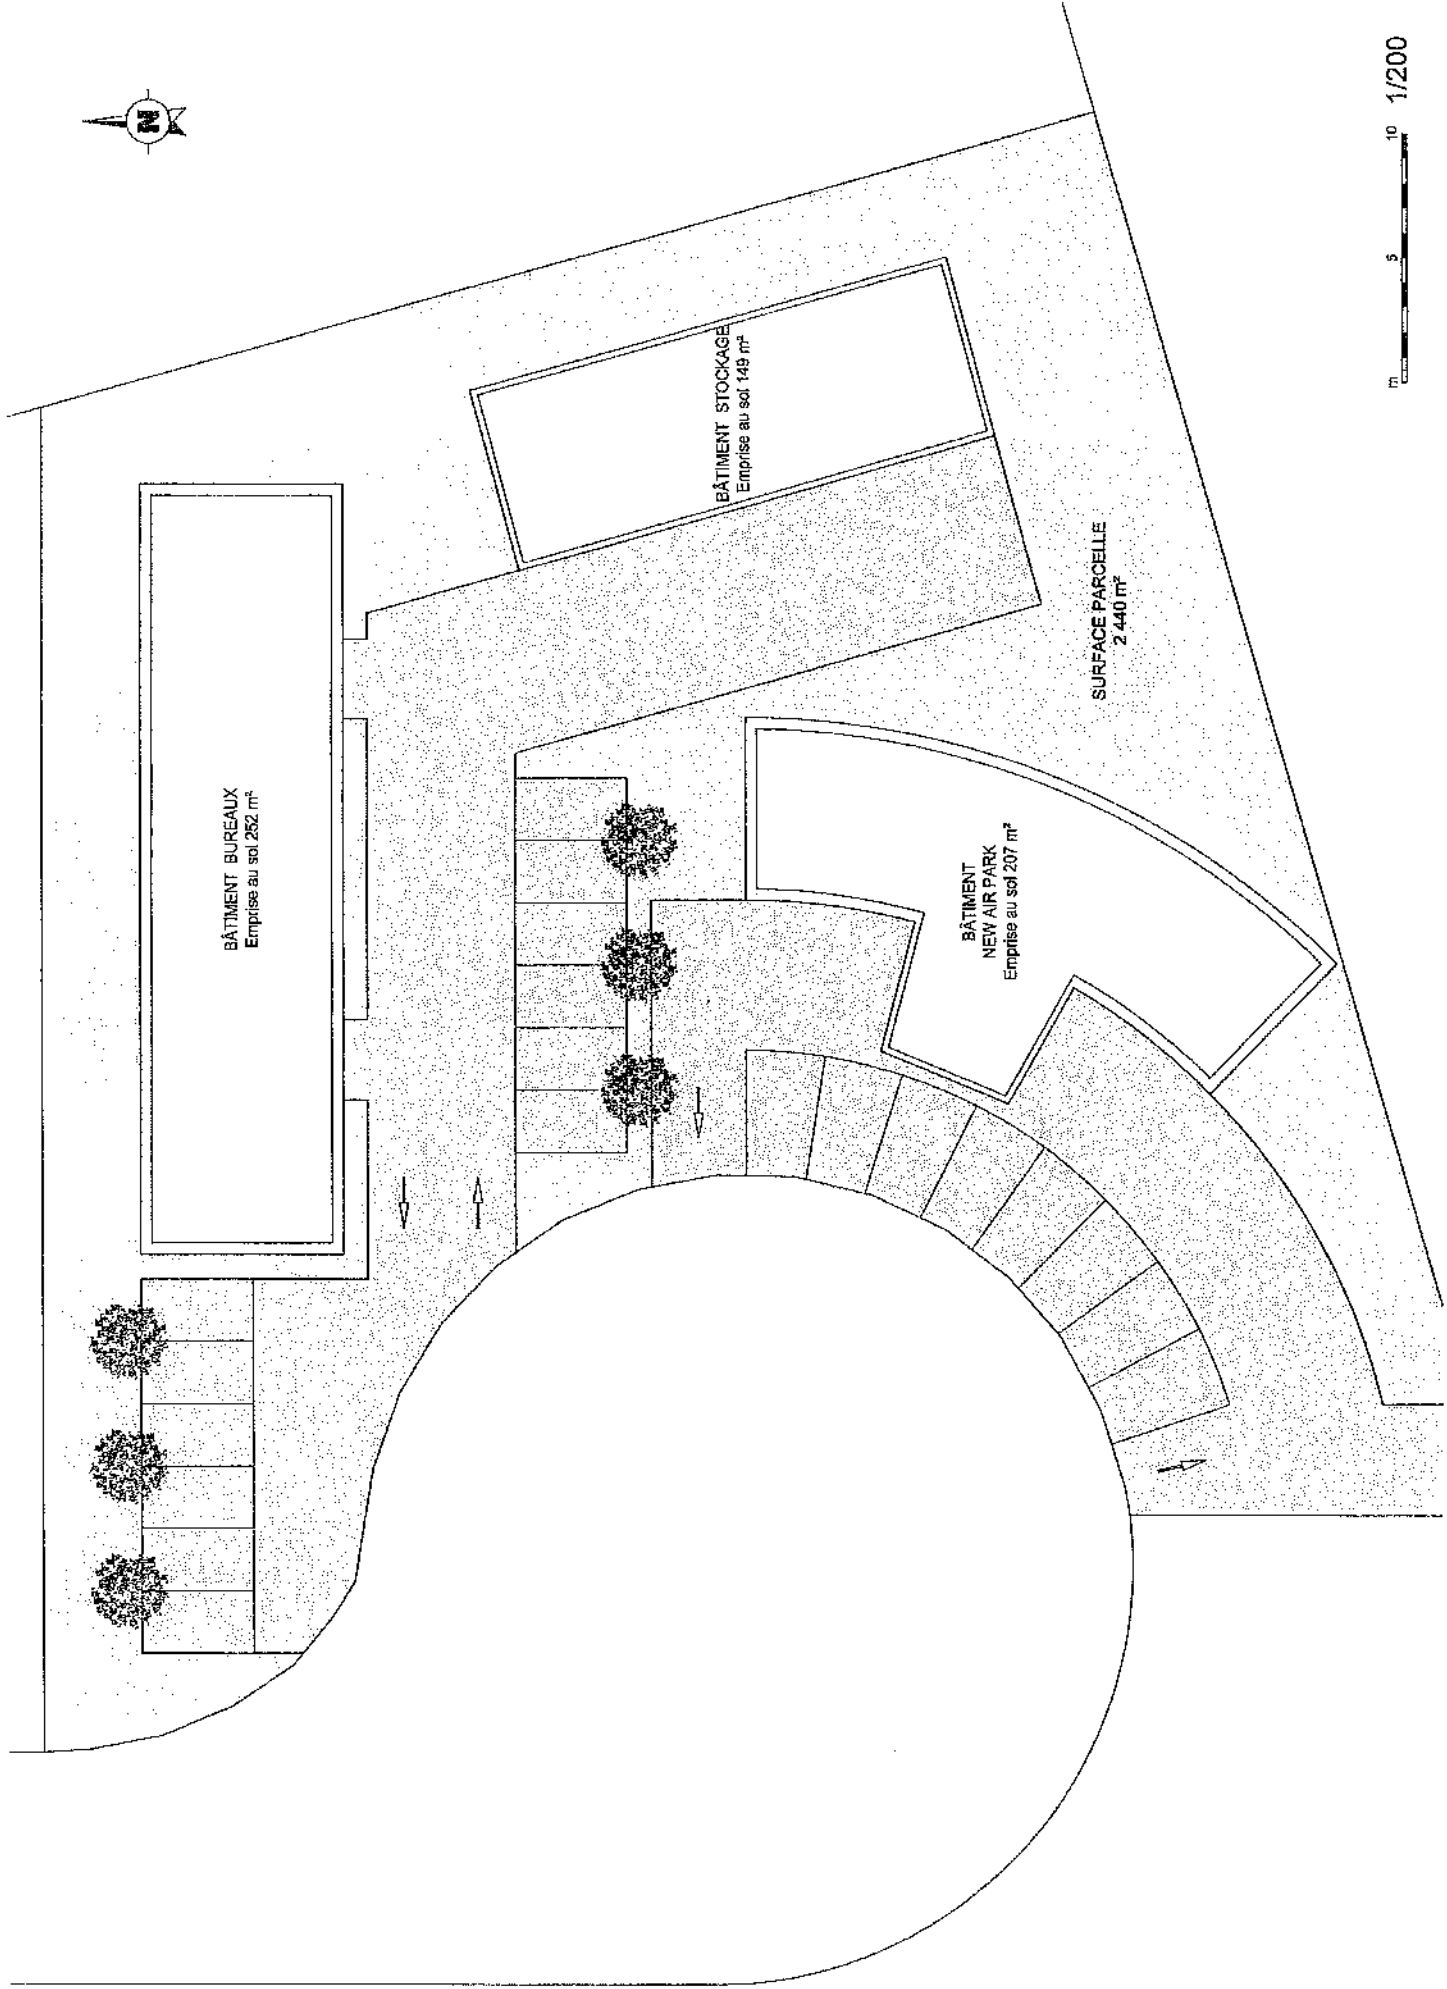 N
BÂTIMENT BUREAUX
Emprise au sol 252 m²
BÂTIMENT STOCKAGE
Emprise au sol 149 m²
BÂTIMENT
NEW AIR PARK
Emprise au sol 207 m²
SURFACE PARCELLE
2 440 m²
m 5 10 1/200